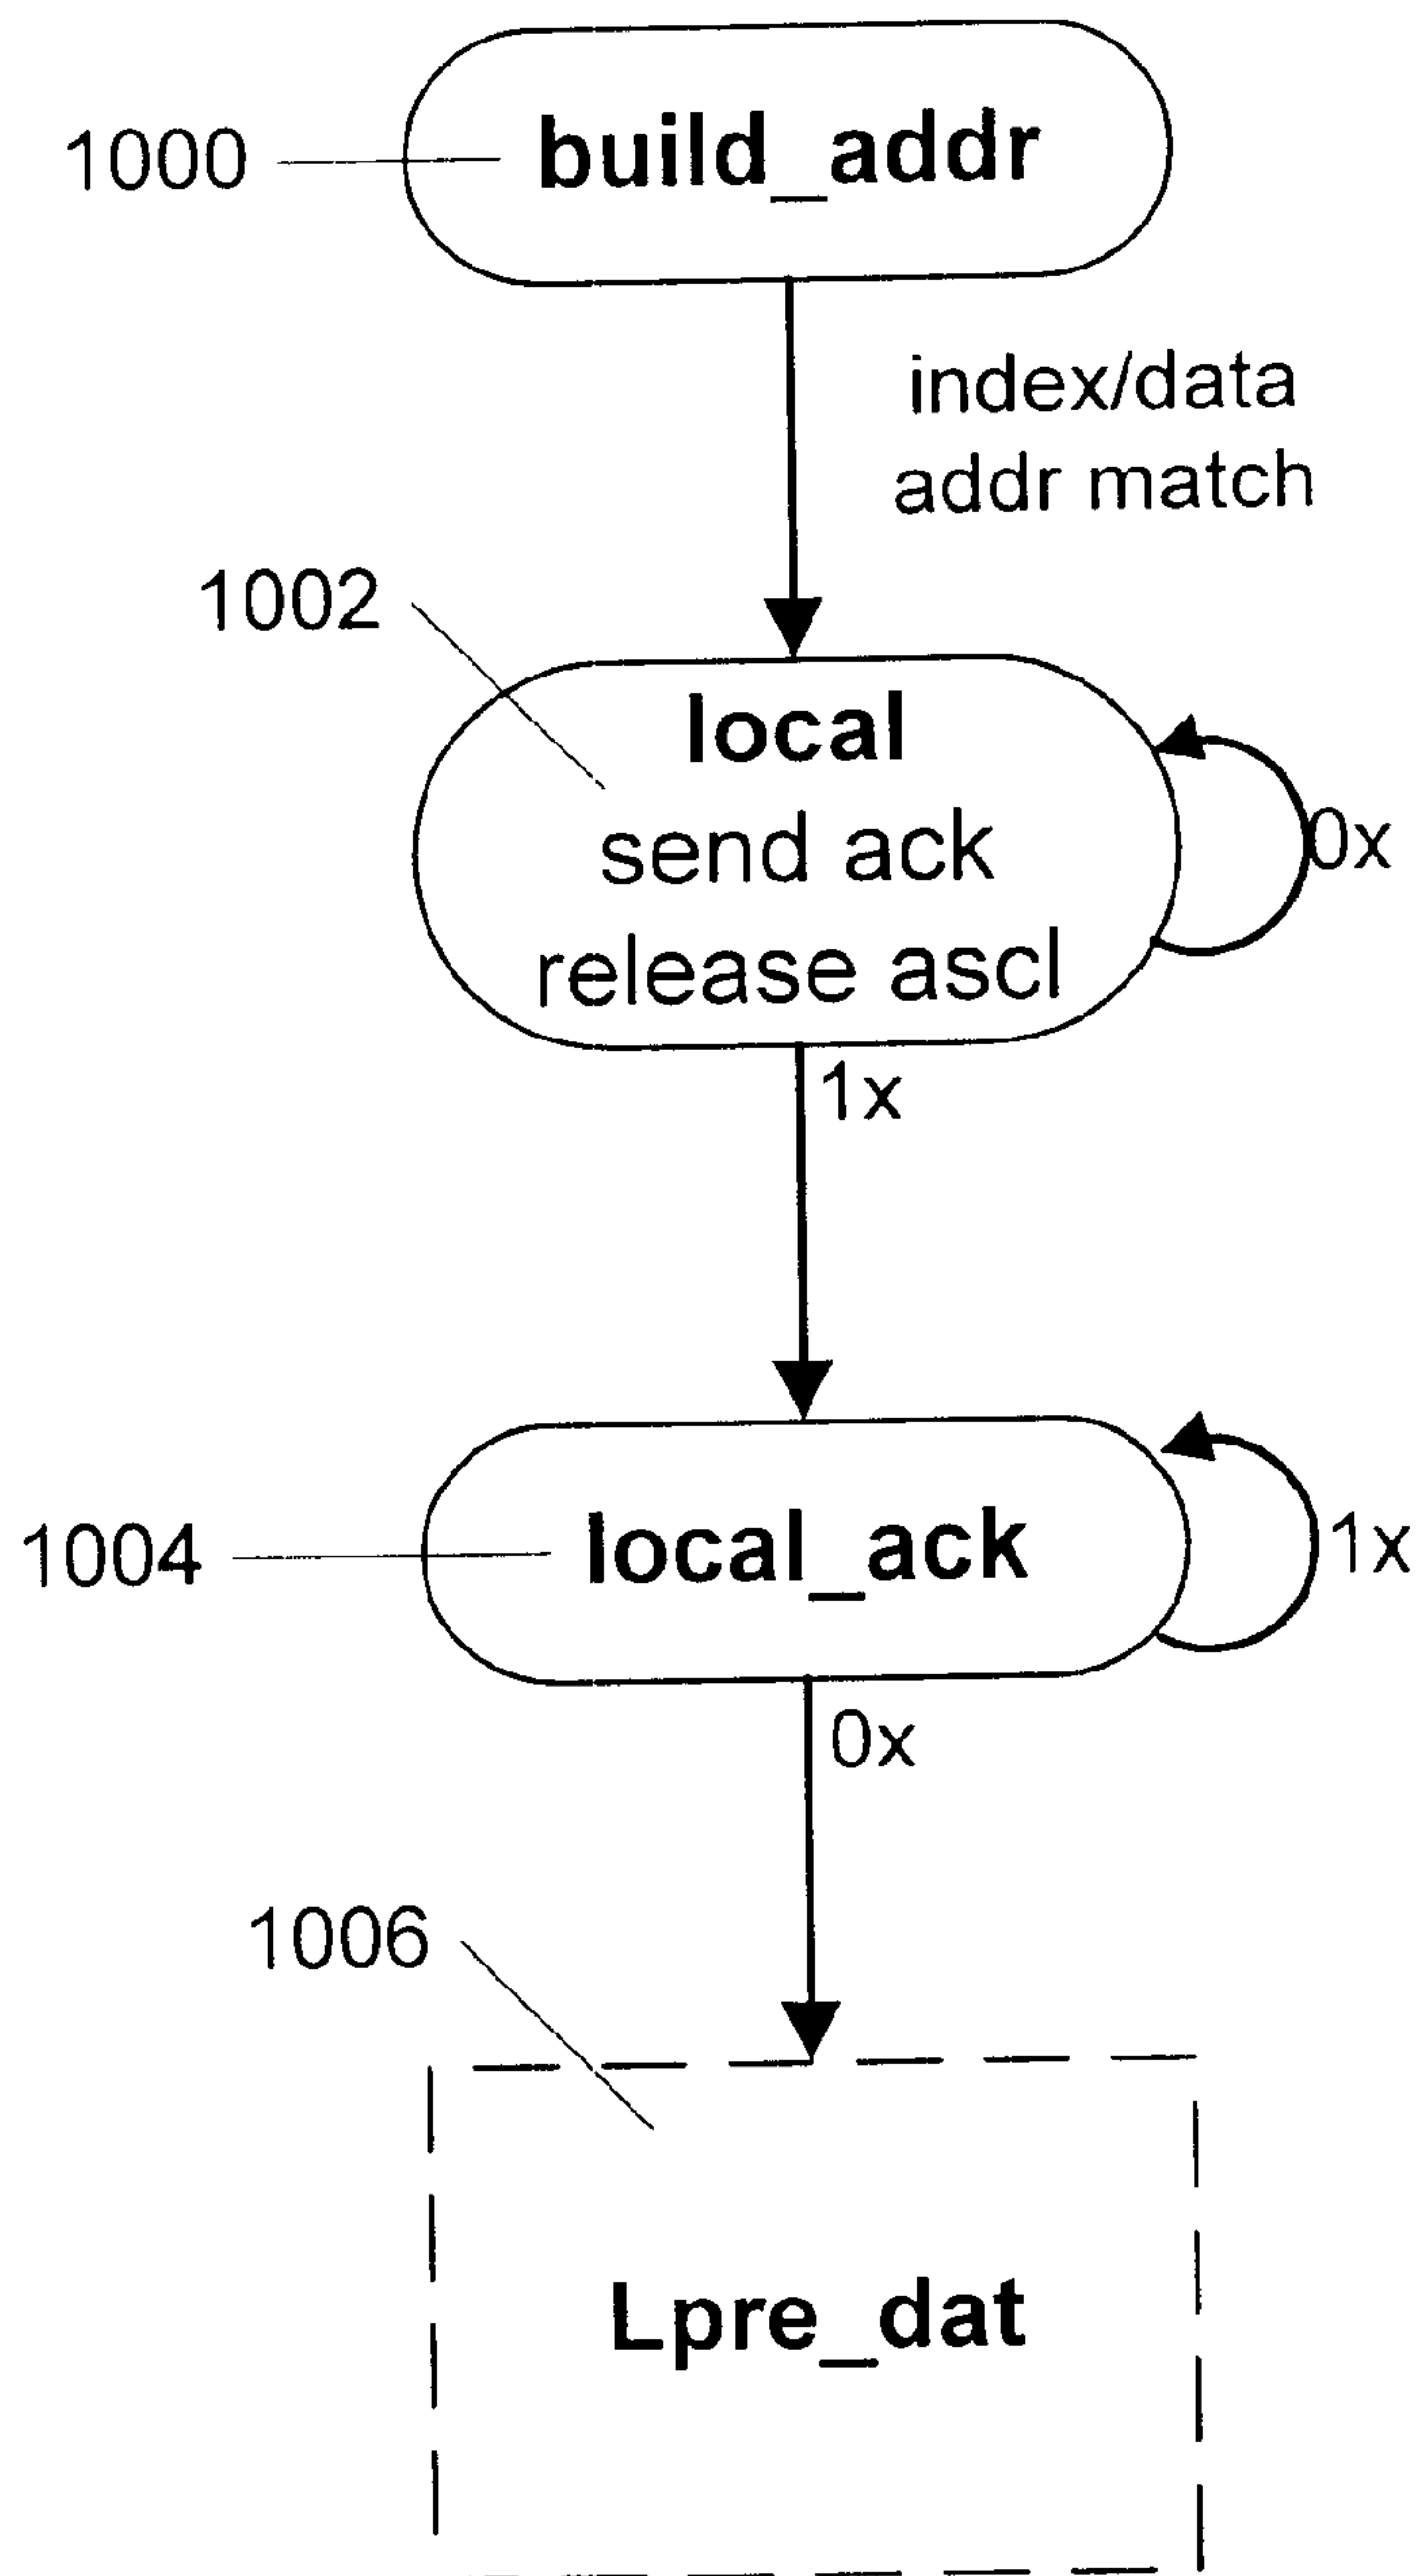 1000
build_addr
index/data
addr match
1002
local
send ack
release ascl
0x
1x
1004
local_ack
1x
0x
1006
Lpre_dat